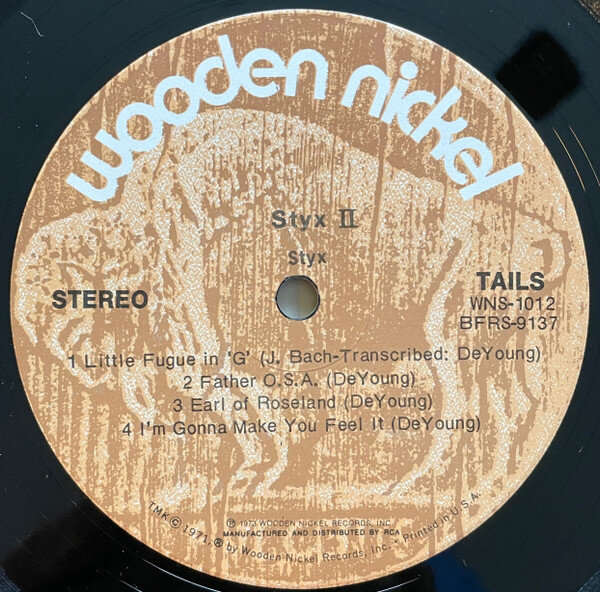 wooden nickel
Styx II
Styx
STEREO
TAILS
WNS-1012
BFRS-9137
1 Little Fugue in 'G' (J. Bach-Transcribed: DeYoung)
2 Father O.S.A. (DeYoung)
3 Earl of Roseland (DeYoung)
4 I'm Gonna Make You Feel It (DeYoung)
℗ 1973 WOODEN NICKEL RECORDS, INC.
MANUFACTURED AND DISTRIBUTED BY RCA
TMK © 1971, ℗ by Wooden Nickel Records, Inc. • Printed in U.S.A.